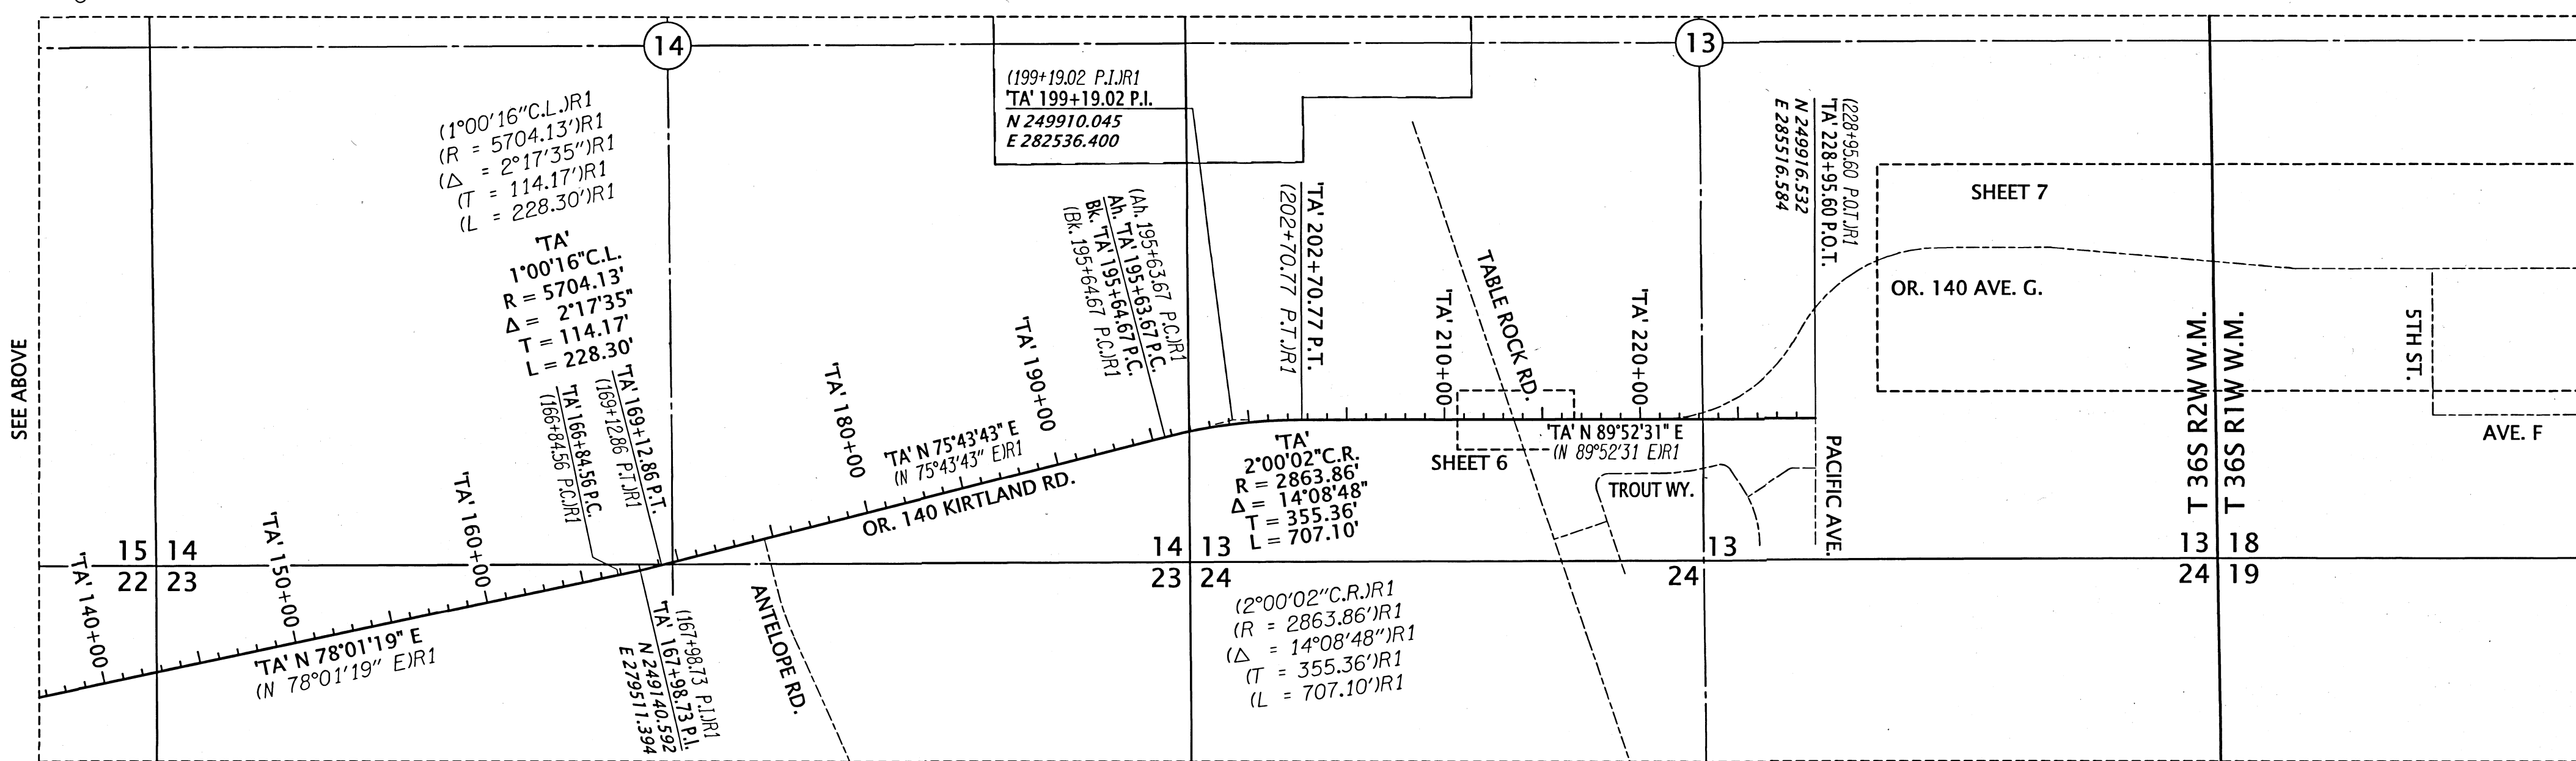 SEE ABOVE
14
13
(1°00'16"C.L.)R1
(R = 5704.13')R1
(Δ = 2°17'35")R1
(T = 114.17')R1
(L = 228.30')R1
'TA'
1°00'16"C.L.
R = 5704.13'
Δ = 2°17'35"
T = 114.17'
L = 228.30'
'TA' 169+12.86 P.T.
(169+12.86 P.T.)R1
'TA' 166+84.56 P.C.
(166+84.56 P.C.)R1
(199+19.02 P.I.)R1
'TA' 199+19.02 P.I.
N 249910.045
E 282536.400
(Ah. 195+63.67 P.C.)R1
Ah. 'TA' 195+63.67 P.C.
Bk. 'TA' 195+64.67 P.C.
(Bk. 195+64.67 P.C.)R1
'TA' 202+70.77 P.T.
(202+70.77 P.T.)R1
(228+95.60 P.O.T.)R1
'TA' 228+95.60 P.O.T.
N 249916.532
E 285516.584
SHEET 7
OR. 140 AVE. G.
T 36S R2W W.M.
T 36S R1W W.M.
5TH ST.
AVE. F
'TA' 140+00
'TA' 150+00
'TA' 160+00
'TA' 180+00
'TA' 190+00
'TA' 210+00
'TA' 220+00
TABLE ROCK RD.
'TA' N 75°43'43" E
(N 75°43'43" E)R1
OR. 140 KIRTLAND RD.
'TA'
2°00'02"C.R.
R = 2863.86'
Δ = 14°08'48"
T = 355.36'
L = 707.10'
SHEET 6
'TA' N 89°52'31" E
(N 89°52'31 E)R1
TROUT WY.
PACIFIC AVE.
15 14
22 23
14 13
23 24
13
24
13 18
24 19
'TA' N 78°01'19" E
(N 78°01'19" E)R1
(167+98.73 P.I.)R1
'TA' 167+98.73 P.I.
N 249140.592
E 279511.394
ANTELOPE RD.
(2°00'02"C.R.)R1
(R = 2863.86')R1
(Δ = 14°08'48")R1
(T = 355.36')R1
(L = 707.10')R1